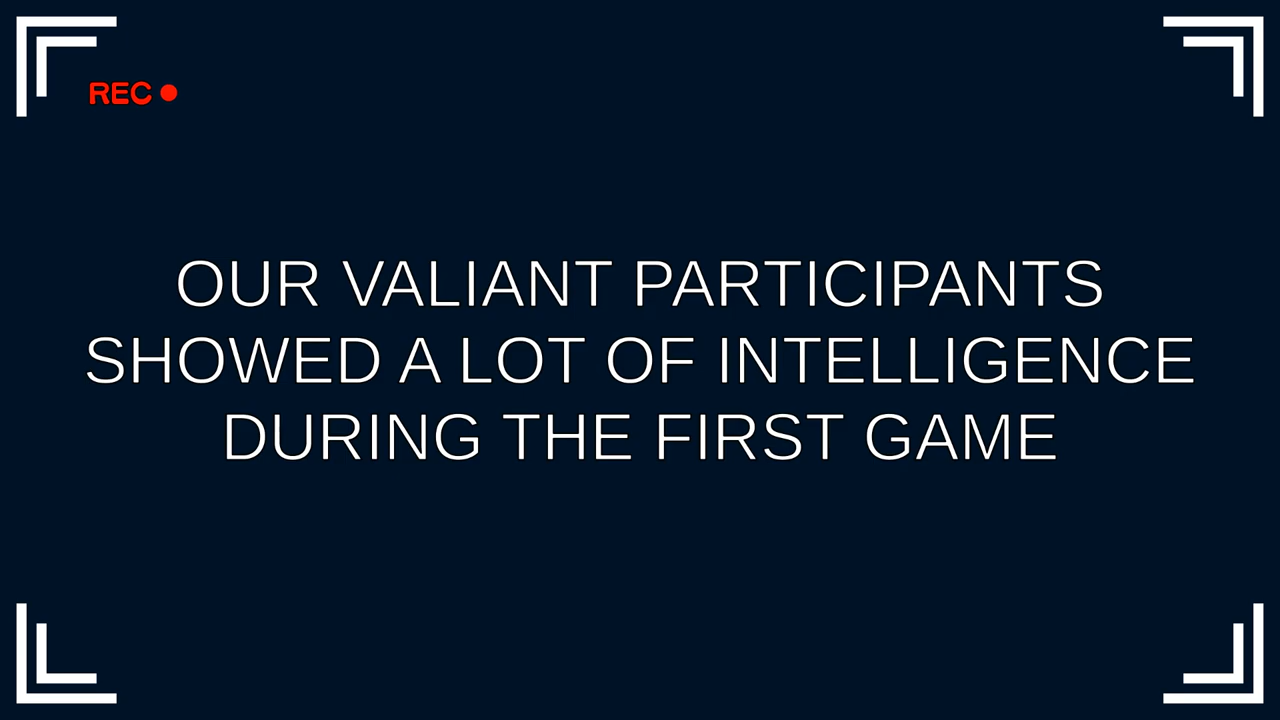 REC
OUR VALIANT PARTICIPANTS
SHOWED A LOT OF INTELLIGENCE
DURING THE FIRST GAME